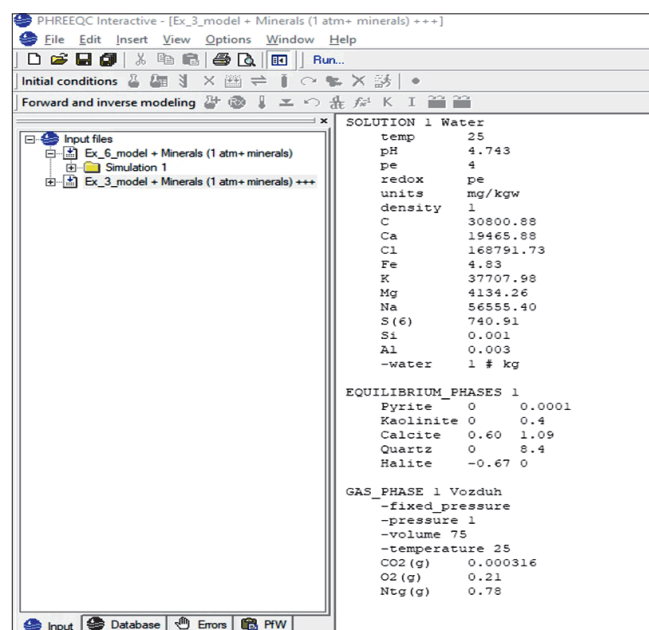 PHREEQC Interactive - [Ex_3_model + Minerals (1 atm+ minerals) +++]
File Edit Insert View Options Window Help
Run...
Initial conditions
Forward and inverse modeling
Input files
Ex_6_model + Minerals (1 atm+ minerals)
Simulation 1
Ex_3_model + Minerals (1 atm+ minerals) +++
SOLUTION 1 Water
temp 25
pH 4.743
pe 4
redox pe
units mg/kgw
density 1
C 30800.88
Ca 19465.88
Cl 168791.73
Fe 4.83
K 37707.98
Mg 4134.26
Na 56555.40
S(6) 740.91
Si 0.001
Al 0.003
-water 1 # kg
EQUILIBRIUM_PHASES 1
Pyrite 0 0.0001
Kaolinite 0 0.4
Calcite 0.60 1.09
Quartz 0 8.4
Halite -0.67 0
GAS_PHASE 1 Vozduh
-fixed_pressure
-pressure 1
-volume 75
-temperature 25
CO2(g) 0.000316
O2(g) 0.21
Ntg(g) 0.78
Input Database Errors PfW